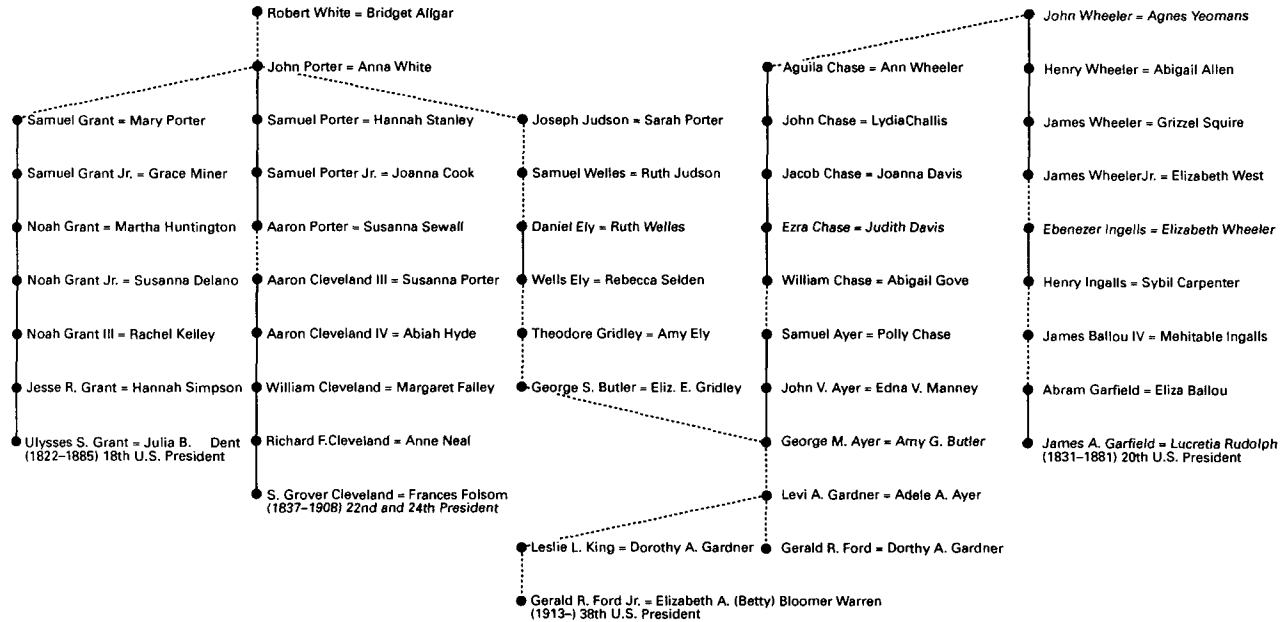 Robert White = Bridget Allgar
John Wheeler = Agnes Yeomans
John Porter = Anna White
Aguila Chase = Ann Wheeler
Henry Wheeler = Abigail Allen
Samuel Grant = Mary Porter
Samuel Porter = Hannah Stanley
Joseph Judson = Sarah Porter
John Chase = LydiaChallis
James Wheeler = Grizzel Squire
Samuel Grant Jr. = Grace Miner
Samuel Porter Jr. = Joanna Cook
Samuel Welles = Ruth Judson
Jacob Chase = Joanna Davis
James WheelerJr. = Elizabeth West
Noah Grant = Martha Huntington
Aaron Porter = Susanna Sewall
Daniel Ely = Ruth Welles
Ezra Chase = Judith Davis
Ebenezer Ingells = Elizabeth Wheeler
Noah Grant Jr. = Susanna Delano
Aaron Cleveland III = Susanna Porter
Wells Ely = Rebecca Selden
William Chase = Abigail Gove
Henry Ingalls = Sybil Carpenter
Noah Grant III = Rachel Kelley
Aaron Cleveland IV = Abiah Hyde
Theodore Gridley = Amy Ely
Samuel Ayer = Polly Chase
James Ballou IV = Mehitable Ingalls
Jesse R. Grant = Hannah Simpson
William Cleveland = Margaret Falley
George S. Butler = Eliz. E. Gridley
John V. Ayer = Edna V. Manney
Abram Garfield = Eliza Ballou
Ulysses S. Grant = Julia B. Dent
(1822–1885) 18th U.S. President
Richard F.Cleveland = Anne Neal
George M. Ayer = Amy G. Butler
James A. Garfield = Lucretia Rudolph
(1831–1881) 20th U.S. President
S. Grover Cleveland = Frances Folsom
(1837–1908) 22nd and 24th President
Levi A. Gardner = Adele A. Ayer
Leslie L. King = Dorothy A. Gardner
Gerald R. Ford = Dorthy A. Gardner
Gerald R. Ford Jr. = Elizabeth A. (Betty) Bloomer Warren
(1913–) 38th U.S. President